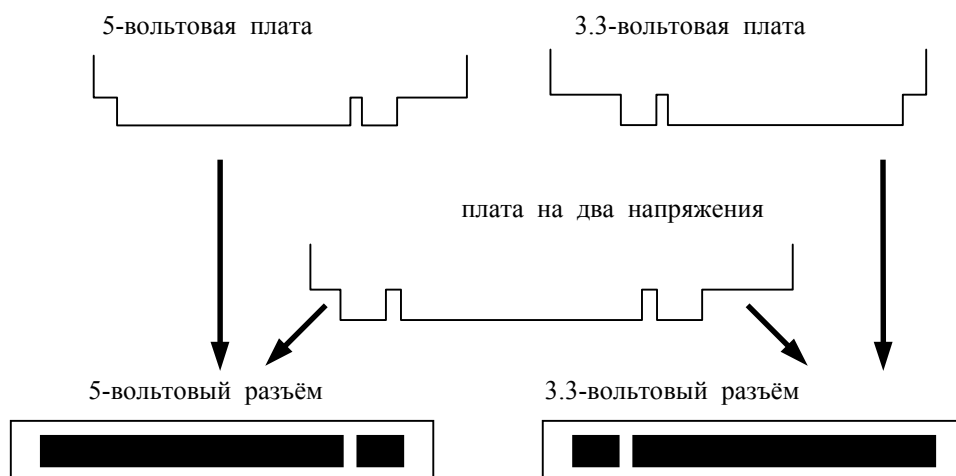 5-вольтовая плата
3.3-вольтовая плата
плата на два напряжения
5-вольтовый разъём
3.3-вольтовый разъём